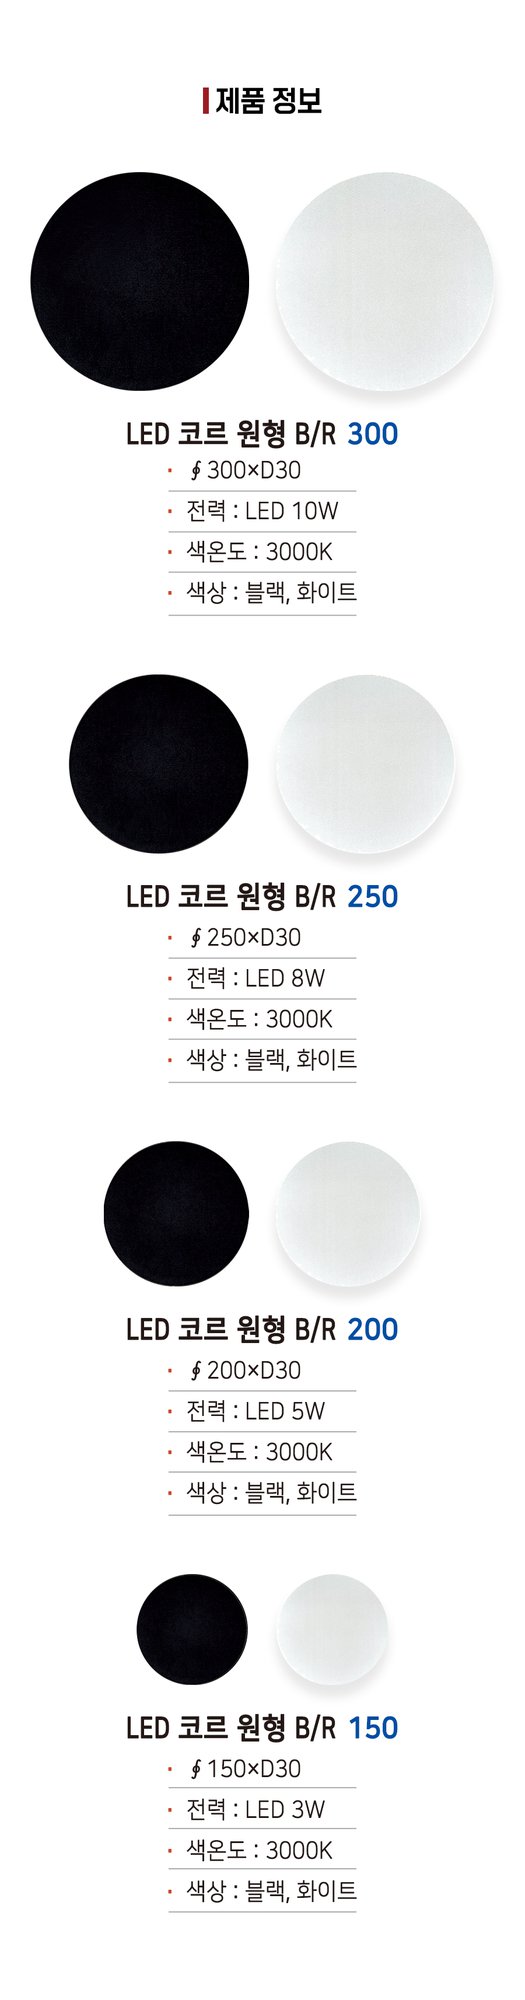 제품 정보
LED 코르 원형 B/R 300
∮300×D30
전력 : LED 10W
색온도 : 3000K
색상 : 블랙, 화이트
LED 코르 원형 B/R 250
∮250×D30
전력 : LED 8W
색온도 : 3000K
색상 : 블랙, 화이트
LED 코르 원형 B/R 200
∮200×D30
전력 : LED 5W
색온도 : 3000K
색상 : 블랙, 화이트
LED 코르 원형 B/R 150
∮150×D30
전력 : LED 3W
색온도 : 3000K
색상 : 블랙, 화이트